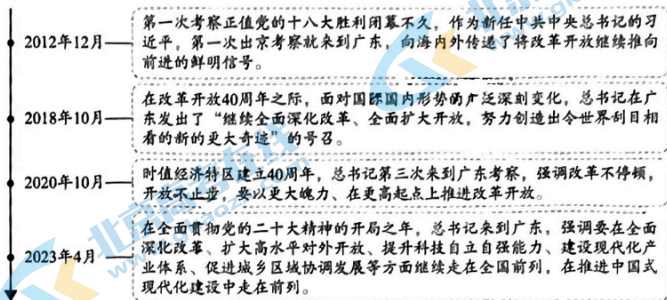 第一次考察正值党的十八大胜利闭幕不久，作为新任中共中央总书记的习
2012年12月
近平，第一次出京考察就来到广东，向海内外传递了将改革开放继续推向
前进的鲜明信号。
在改革开放40周年之际，面对国际国内形势的广泛深刻变化，总书记在广
2018年10月
东发出了“继续全面深化改革、全面扩大开放，努力创造出令世界刮目相
看的新的更大奇迹”的号召。
时值经济特区建立40周年，总书记第三次来到广东考察，强调改革不停顿，
2020年10月
开放不止步，要以更大魄力、在更高起点上推进改革开放。
在全面贯彻党的二十大精神的开局之年，总书记来到广东，强调要在全面
深化改革、扩大高水平对外开放、提升科技自立自强能力、建设现代化产
2023年4月
业体系、促进城乡区域协调发展等方面继续走在全国前列，在推进中国式
现代化建设中走在前列。